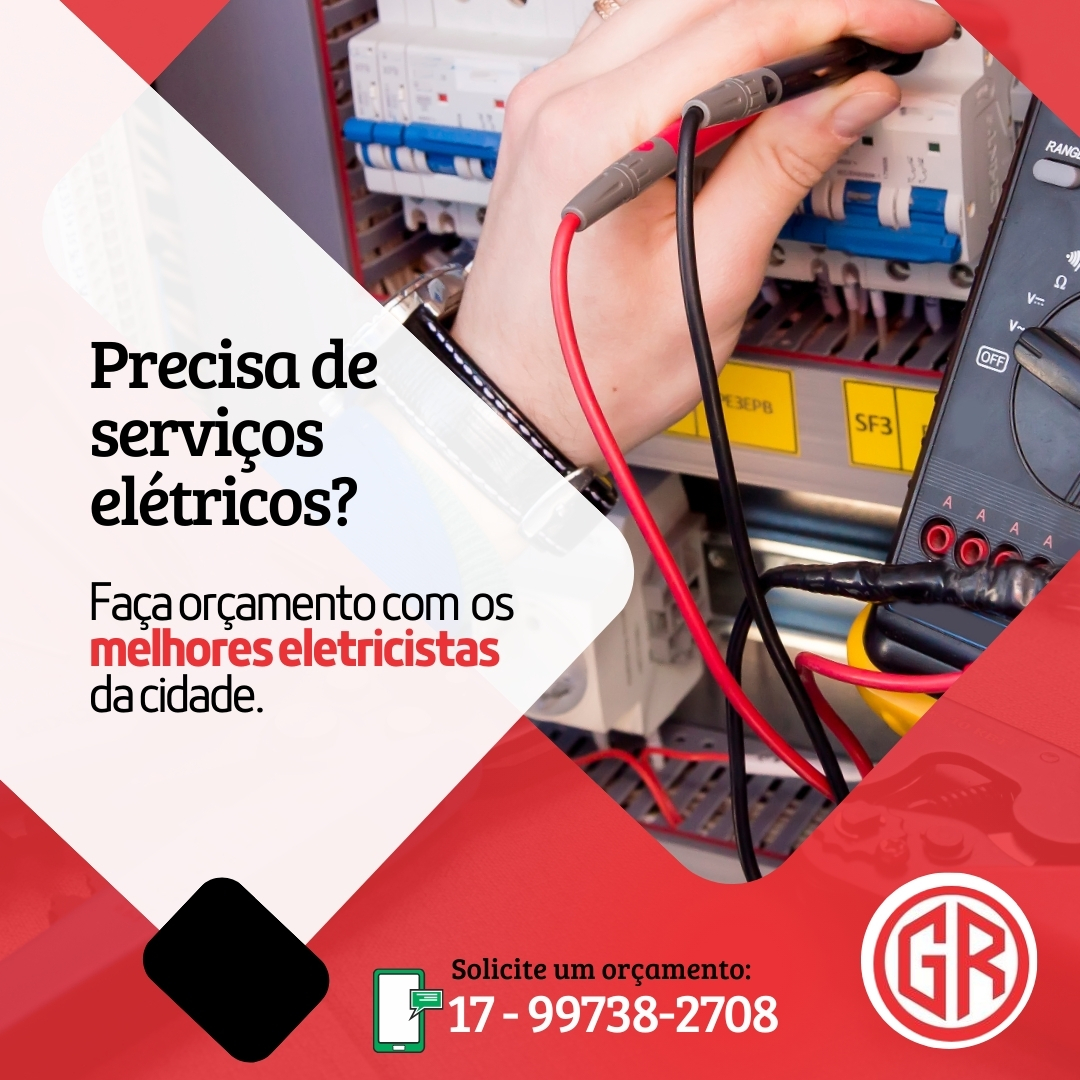 Precisa de
serviços
elétricos?
Faça orçamento com os
melhores eletricistas
da cidade.
Solicite um orçamento:
17 - 99738-2708
GR
РЕЗЕРВ
SF3
RANGE
Ω
V
V~
OFF
A
A
A
A